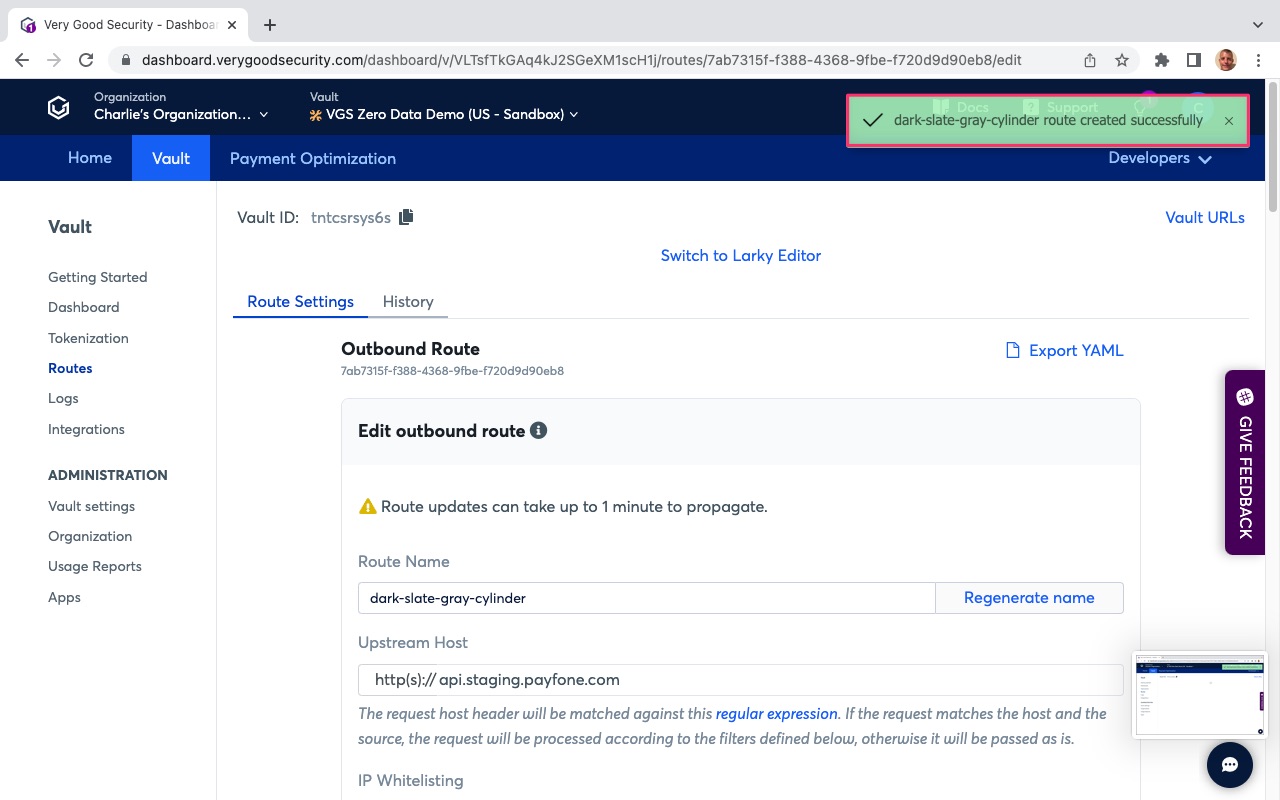 Very Good Security - Dashboar
dashboard.verygoodsecurity.com/dashboard/v/VLTsfTkGAq4kJ2SGeXM1scH1j/routes/7ab7315f-f388-4368-9fbe-f720d9d90eb8/edit
Organization
Charlie's Organization...
Vault
VGS Zero Data Demo (US - Sandbox)
Docs
Support
C
dark-slate-gray-cylinder route created successfully
Home
Vault
Payment Optimization
Developers
Vault
Getting Started
Dashboard
Tokenization
Routes
Logs
Integrations
ADMINISTRATION
Vault settings
Organization
Usage Reports
Apps
Vault ID: tntcsrsys6s
Vault URLs
Switch to Larky Editor
Route Settings
History
Outbound Route
7ab7315f-f388-4368-9fbe-f720d9d90eb8
Export YAML
Edit outbound route
Route updates can take up to 1 minute to propagate.
Route Name
dark-slate-gray-cylinder
Regenerate name
Upstream Host
http(s):// api.staging.payfone.com
The request host header will be matched against this regular expression. If the request matches the host and the
source, the request will be processed according to the filters defined below, otherwise it will be passed as is.
IP Whitelisting
GIVE FEEDBACK